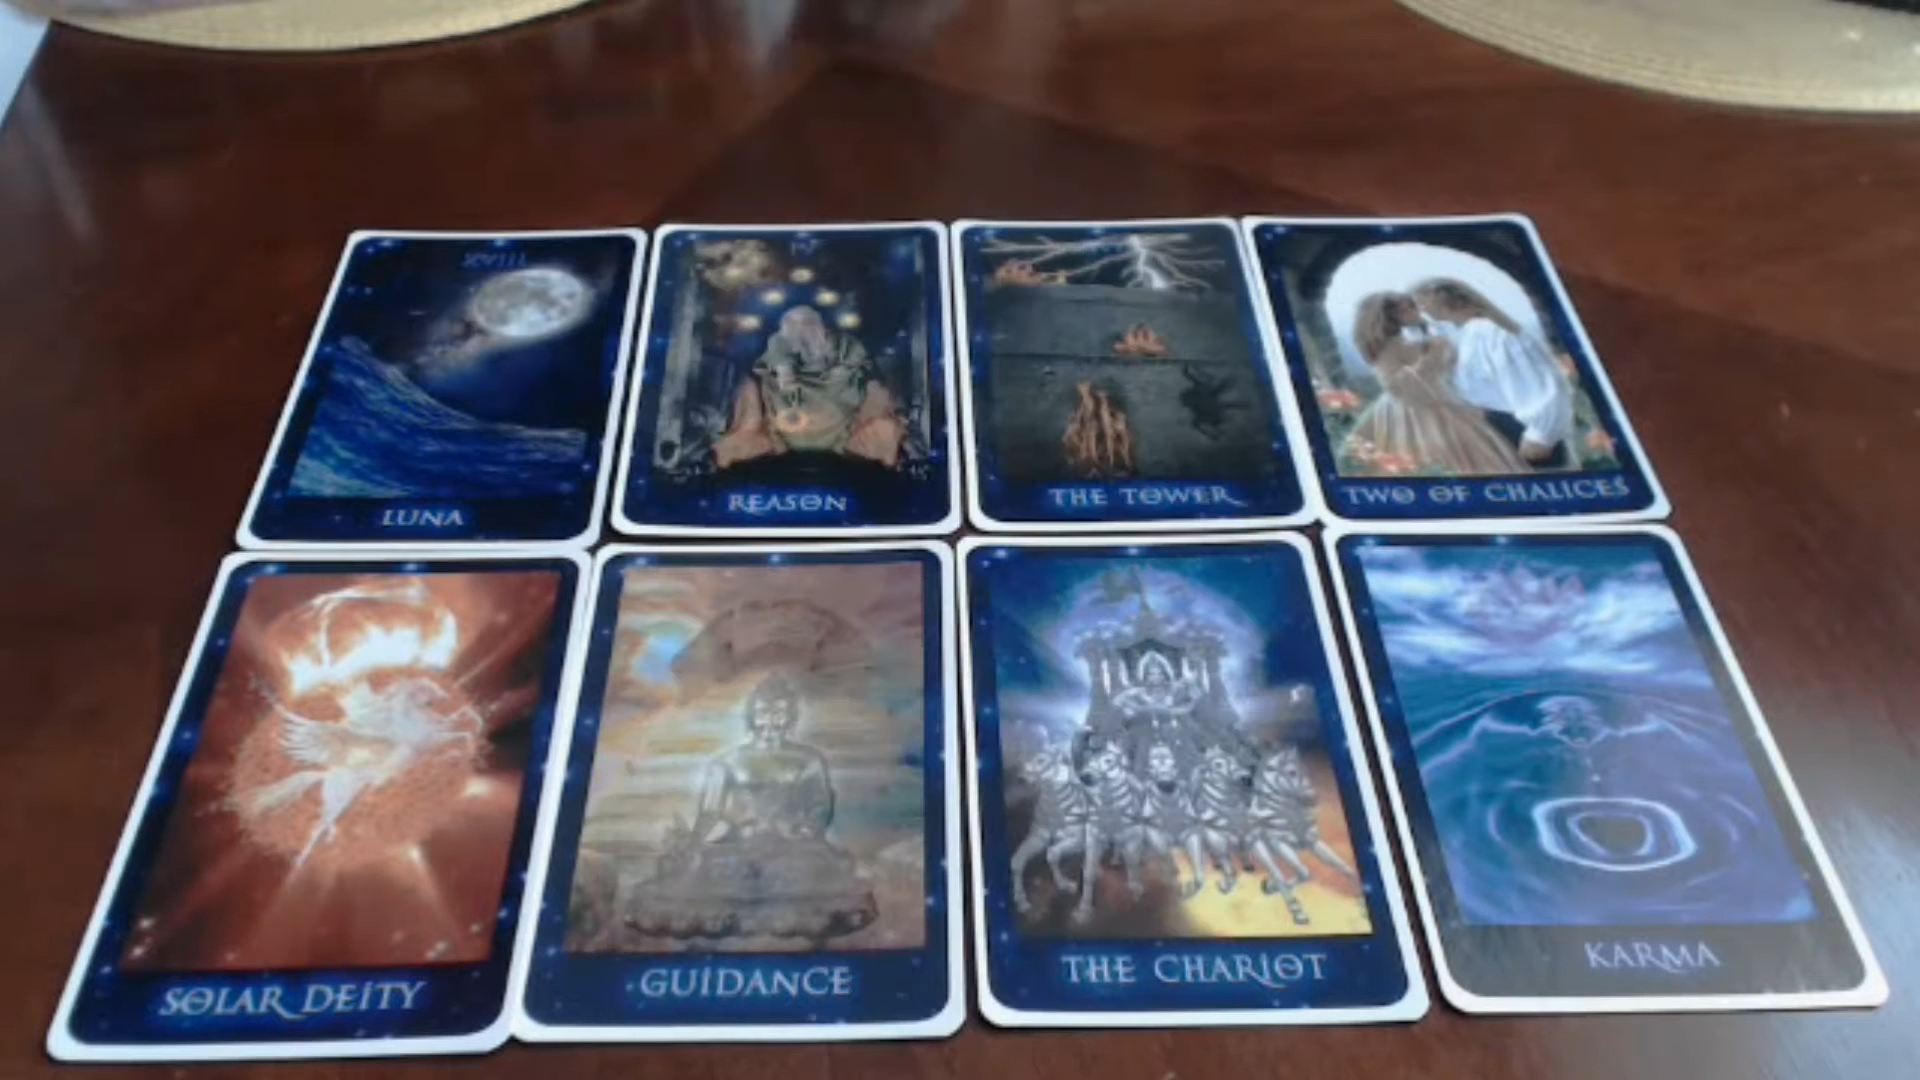 XVIII
LUNA
REASON
THE TOWER
TWO OF CHALICES
SOLAR DEITY
GUIDANCE
THE CHARIOT
KARMA